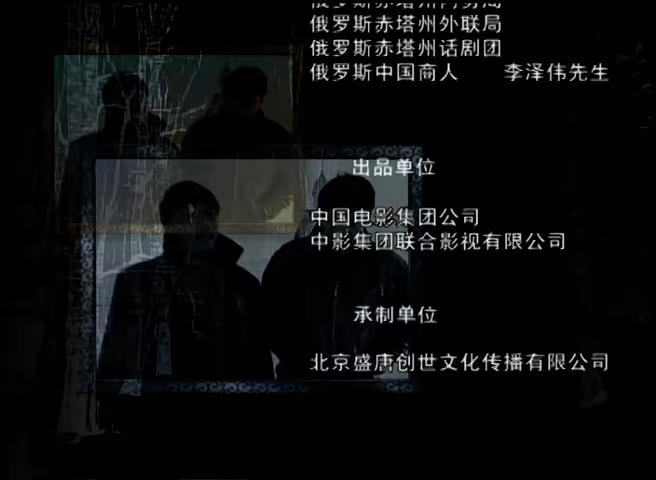 俄罗斯赤塔州外联局
俄罗斯赤塔州话剧团
俄罗斯中国商人 李泽伟先生
出品单位
中国电影集团公司
中影集团联合影视有限公司
承制单位
北京盛唐创世文化传播有限公司